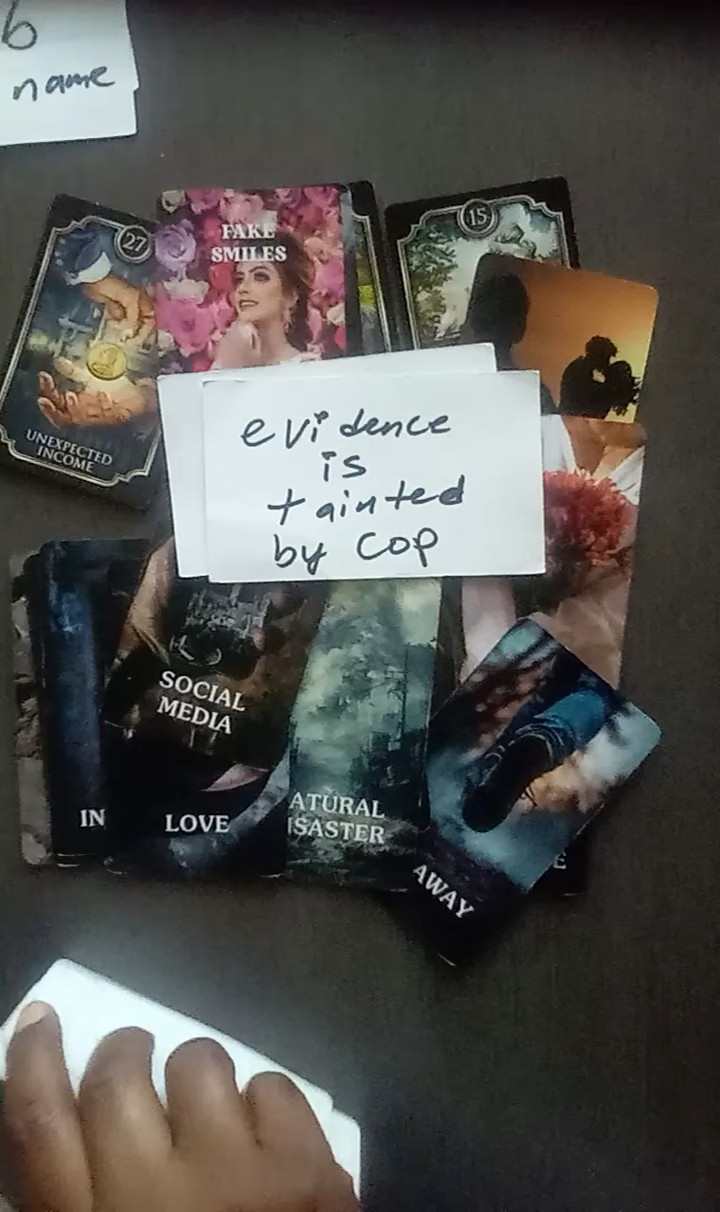 6
name
27
FAKE
SMILES
15
UNEXPECTED
INCOME
evidence
is
tainted
by cop
SOCIAL
MEDIA
IN
LOVE
ATURAL
ISASTER
AWAY
E